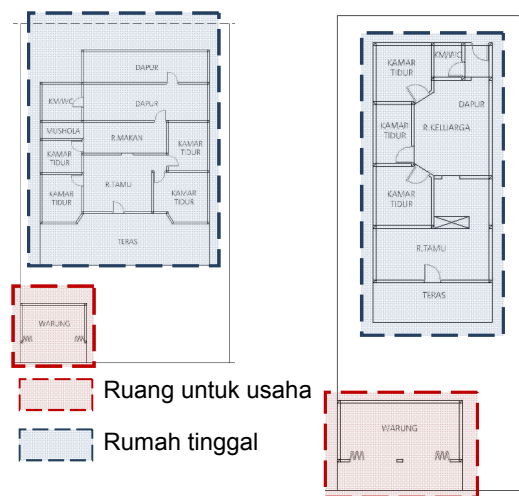 DAPUR
KM/WC
DAPUR
MUSHOLA
R.MAKAN
KAMAR
TIDUR
KAMAR
TIDUR
R.TAMU
KAMAR
TIDUR
KAMAR
TIDUR
TERAS
WARUNG
Ruang untuk usaha
Rumah tinggal
KAMAR
TIDUR
KM/WC
DAPUR
KAMAR
TIDUR
R.KELUARGA
KAMAR
TIDUR
R.TAMU
TERAS
WARUNG